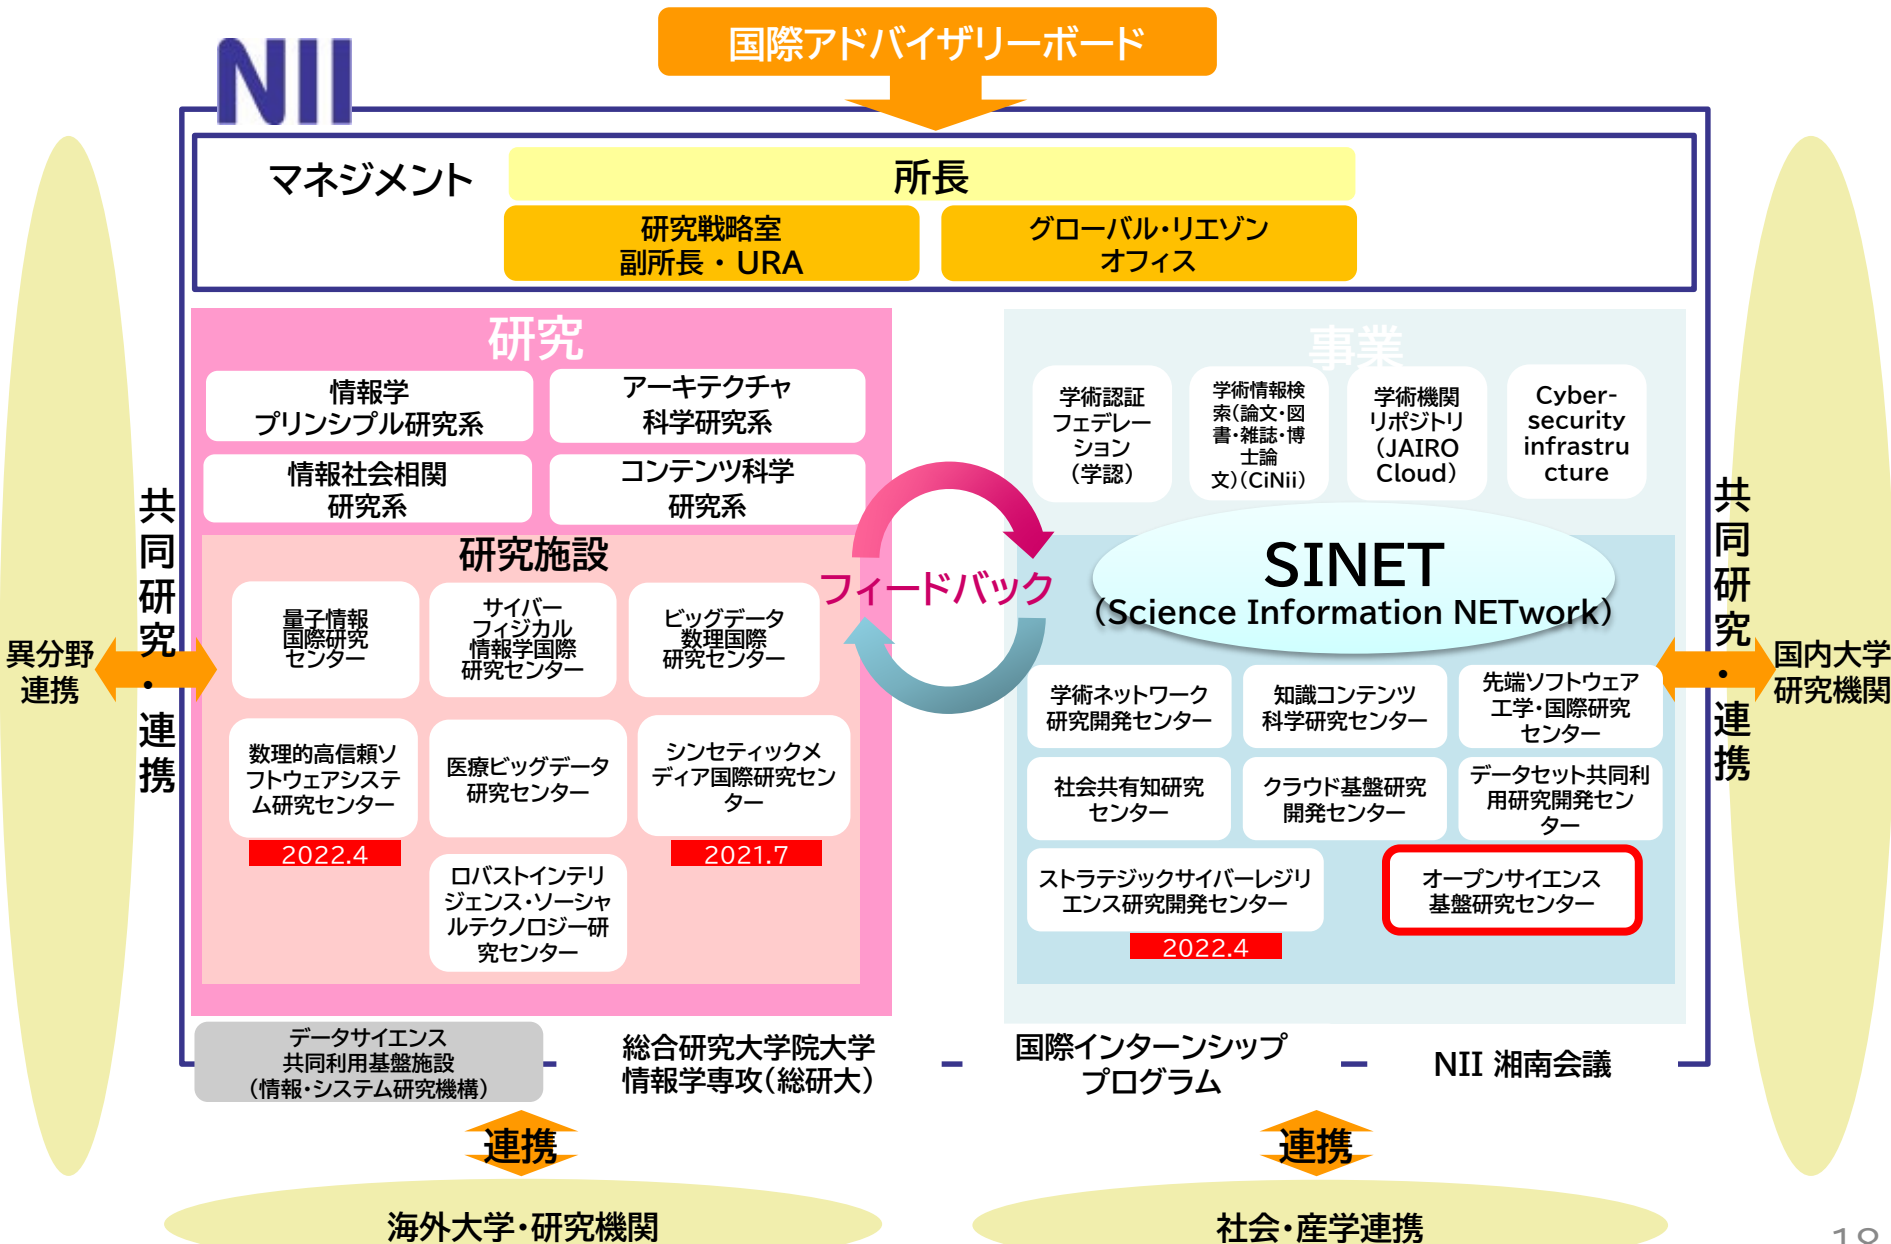 国際アドバイザリーボード
NII
マネジメント
所長
研究戦略室
副所長・URA
グローバル・リエゾン
オフィス
研究
情報学
プリンシプル研究系
アーキテクチャ
科学研究系
情報社会相関
研究系
コンテンツ科学
研究系
研究施設
量子情報
国際研究
センター
サイバー
フィジカル
情報学国際
研究センター
ビッグデータ
数理国際
研究センター
数理的高信頼ソ
フトウェアシステ
ム研究センター
2022.4
医療ビッグデータ
研究センター
シンセティックメ
ディア国際研究セン
ター
2021.7
ロバストインテリ
ジェンス・ソーシャ
ルテクノロジー研
究センター
フィードバック
事業
学術認証
フェデレー
ション
(学認)
学術情報検
索(論文・図
書・雑誌・博
士論
文)(CiNii)
学術機関
リポジトリ
(JAIRO
Cloud)
Cyber-
security
infrastru
cture
SINET
(Science Information NETwork)
学術ネットワーク
研究開発センター
知識コンテンツ
科学研究センター
先端ソフトウェア
工学・国際研究
センター
社会共有知研究
センター
クラウド基盤研究
開発センター
データセット共同利
用研究開発セン
ター
ストラテジックサイバーレジリ
エンス研究開発センター
2022.4
オープンサイエンス
基盤研究センター
共同研究・連携
異分野
連携
共同研究・連携
国内大学
研究機関
データサイエンス
共同利用基盤施設
(情報・システム研究機構)
総合研究大学院大学
情報学専攻(総研大)
国際インターンシップ
プログラム
NII 湘南会議
連携
連携
海外大学・研究機関
社会・産学連携